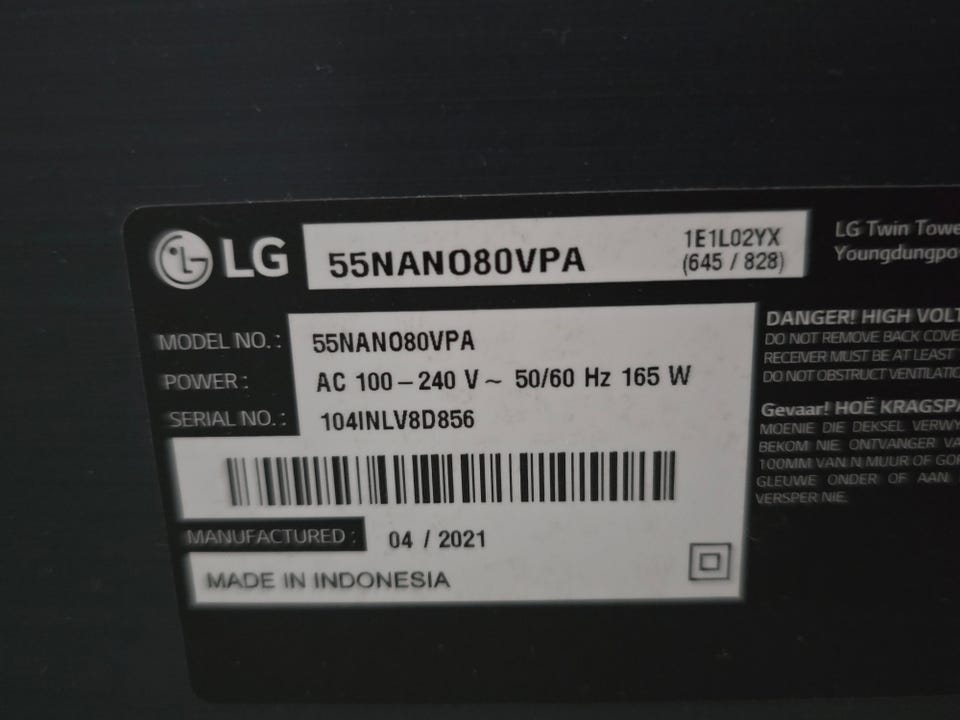 LG
55NANO80VPA
1E1L02YX
(645 / 828)
LG Twin Towe
Youngdungpo-
MODEL NO. : 55NANO80VPA
POWER : AC 100 – 240 V ~ 50/60 Hz 165 W
SERIAL NO. : 104INLV8D856
MANUFACTURED : 04 / 2021
MADE IN INDONESIA
DANGER! HIGH VOLT
DO NOT REMOVE BACK COVE
RECEIVER MUST BE AT LEAST
DO NOT OBSTRUCT VENTILATIO
Gevaar! HOË KRAGSPA
MOENIE DIE DEKSEL VERWY
BEKOM NIE. ONTVANGER VA
100MM VAN N MUUR OF GOR
GLEUWE ONDER OF AAN
VERSPER NIE.